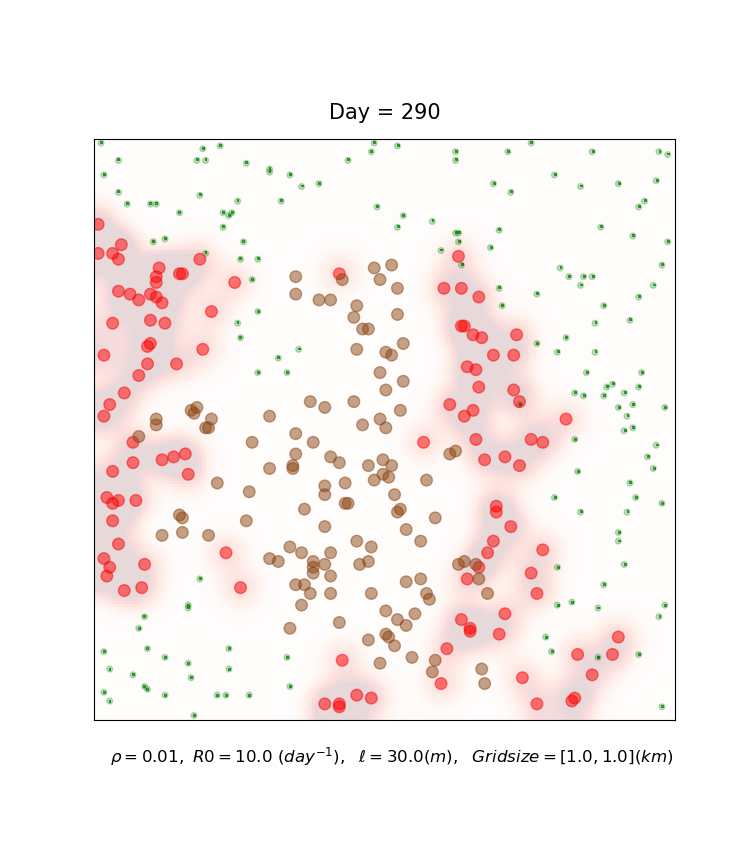 Day = 290
ρ = 0.01, R0 = 10.0 (day⁻¹), ℓ = 30.0(m), Gridsize = [1.0, 1.0](km)